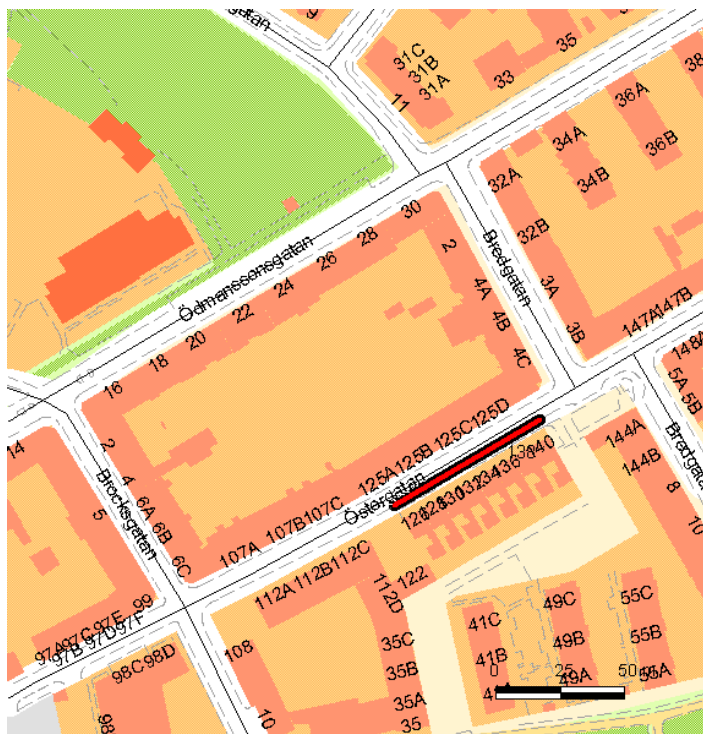 31C
31B
31A
11
33
35
36A
38
34A
36B
32A
34B
32B
30
28
26
24
22
20
18
16
Ödmanssonsgatan
2
4A
4B
4C
Bredgatan
3A
3B
147A
147B
148A
5A
5B
14
2
4
6A
6B
6C
5
Brocksgatan
125A
125B
125C
125D
Östergatan
107A
107B
107C
140
136
144A
144B
8
10
112A
112B
112C
112D
122
99
97E
97F
97D
97C
97B
97A
98C
98D
98
108
10
35C
35B
35A
35
41C
41B
49C
49B
49A
55C
55B
55A
0
25